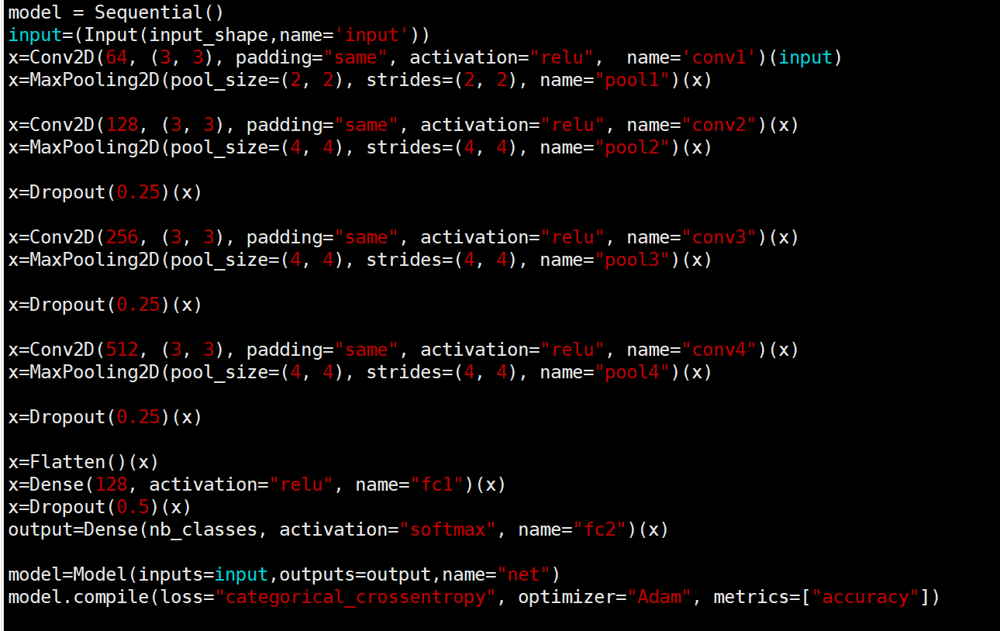 model = Sequential()
input=(Input(input_shape,name='input'))
x=Conv2D(64, (3, 3), padding="same", activation="relu",  name='conv1')(input)
x=MaxPooling2D(pool_size=(2, 2), strides=(2, 2), name="pool1")(x)
x=Conv2D(128, (3, 3), padding="same", activation="relu", name="conv2")(x)
x=MaxPooling2D(pool_size=(4, 4), strides=(4, 4), name="pool2")(x)
x=Dropout(0.25)(x)
x=Conv2D(256, (3, 3), padding="same", activation="relu", name="conv3")(x)
x=MaxPooling2D(pool_size=(4, 4), strides=(4, 4), name="pool3")(x)
x=Dropout(0.25)(x)
x=Conv2D(512, (3, 3), padding="same", activation="relu", name="conv4")(x)
x=MaxPooling2D(pool_size=(4, 4), strides=(4, 4), name="pool4")(x)
x=Dropout(0.25)(x)
x=Flatten()(x)
x=Dense(128, activation="relu", name="fc1")(x)
x=Dropout(0.5)(x)
output=Dense(nb_classes, activation="softmax", name="fc2")(x)
model=Model(inputs=input,outputs=output,name="net")
model.compile(loss="categorical_crossentropy", optimizer="Adam", metrics=["accuracy"])